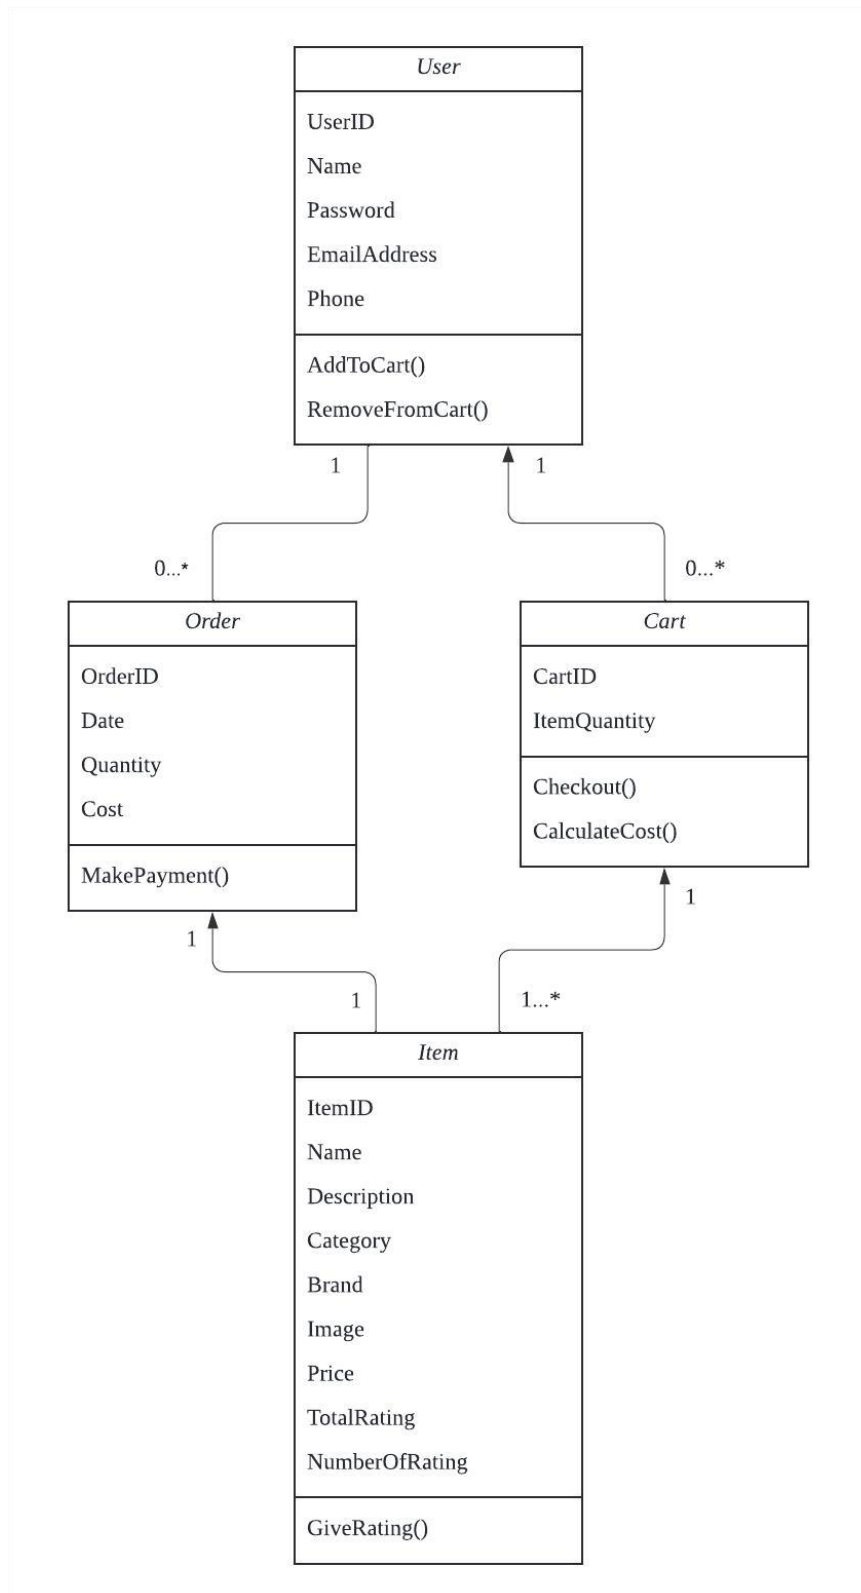 User
UserID
Name
Password
EmailAddress
Phone
AddToCart()
RemoveFromCart()
1
1
0...*
0...*
Order
OrderID
Date
Quantity
Cost
MakePayment()
Cart
CartID
ItemQuantity
Checkout()
CalculateCost()
1
1
1
1...*
Item
ItemID
Name
Description
Category
Brand
Image
Price
TotalRating
NumberOfRating
GiveRating()